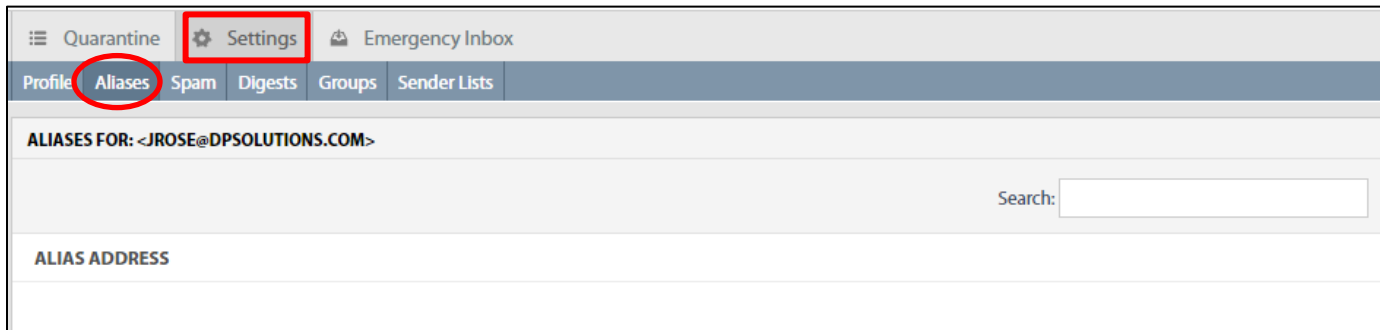 Quarantine Settings Emergency Inbox
Profile Aliases Spam Digests Groups Sender Lists
ALIASES FOR: <JROSE@DPSOLUTIONS.COM>
Search:
ALIAS ADDRESS